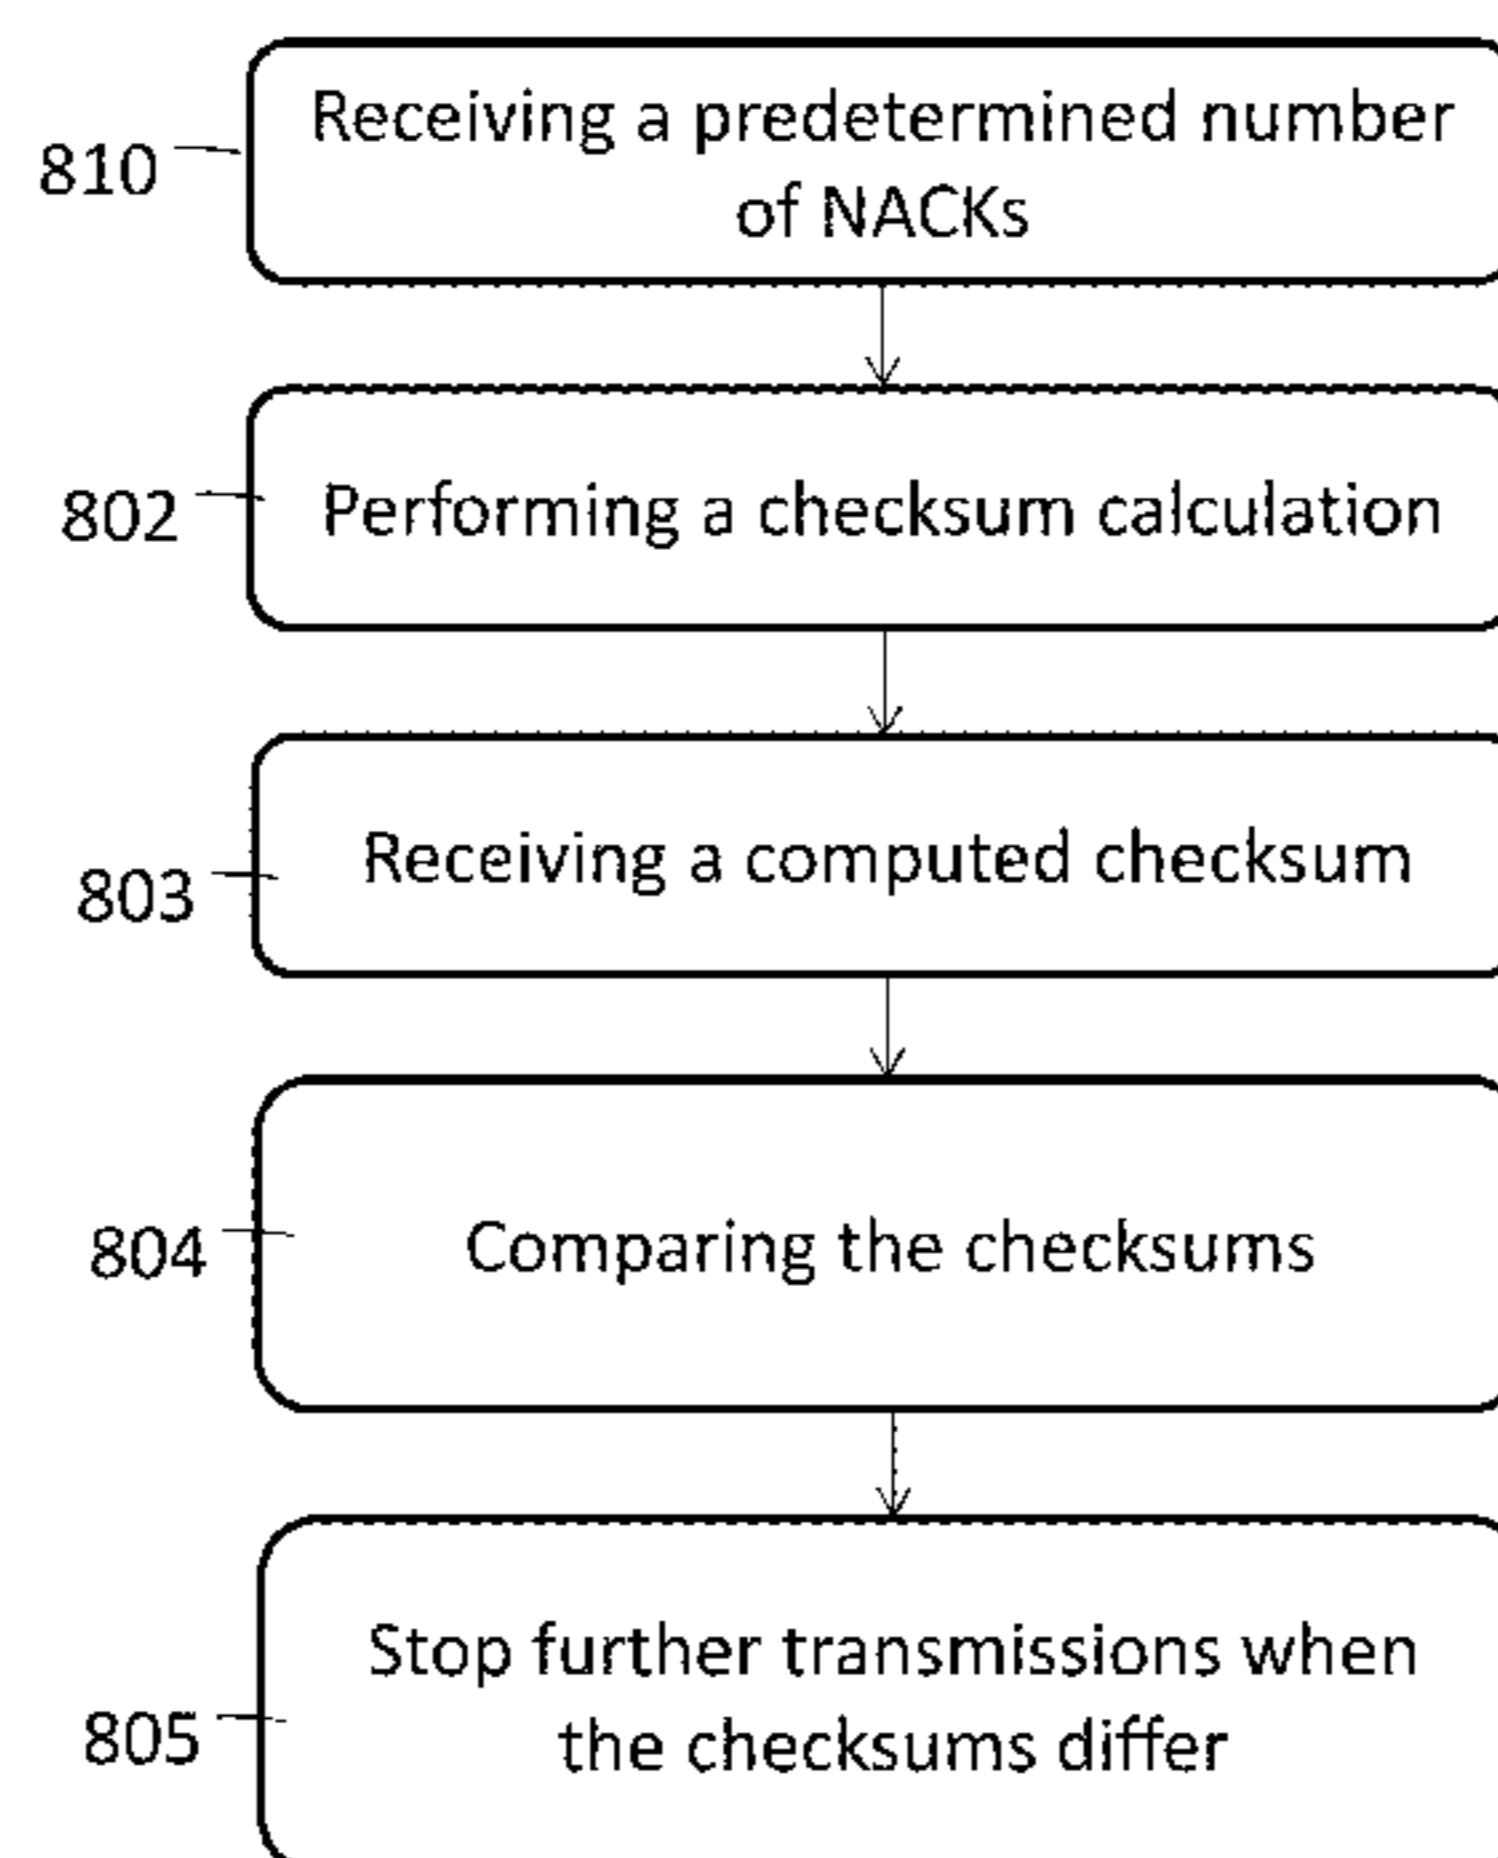 810
Receiving a predetermined number
of NACKs
802
Performing a checksum calculation
803
Receiving a computed checksum
804
Comparing the checksums
805
Stop further transmissions when
the checksums differ